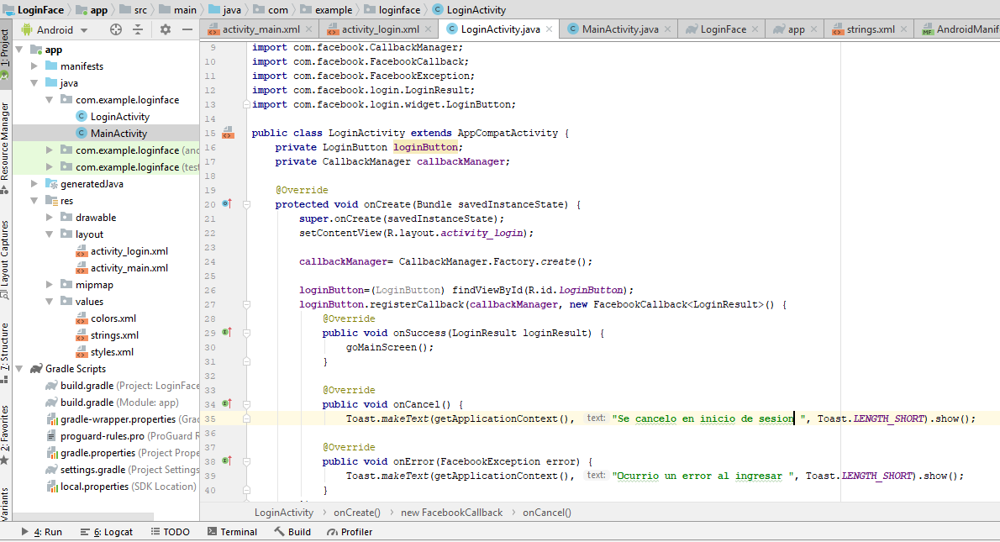 LoginFace app src main java com example loginface LoginActivity
Android
activity_main.xml activity_login.xml LoginActivity.java MainActivity.java LoginFace app strings.xml AndroidManif
1: Project
Resource Manager
Layout Captures
7: Structure
2: Favorites
Variants
app
manifests
java
com.example.loginface
LoginActivity
MainActivity
com.example.loginface (and
com.example.loginface (test
generatedJava
res
drawable
layout
activity_login.xml
activity_main.xml
mipmap
values
colors.xml
strings.xml
styles.xml
Gradle Scripts
build.gradle (Project: LoginFace
build.gradle (Module: app)
gradle-wrapper.properties (Grad
proguard-rules.pro (ProGuard R
gradle.properties (Project Prope
settings.gradle (Project Settings
local.properties (SDK Location)
9 import com.facebook.CallbackManager;
10 import com.facebook.FacebookCallback;
11 import com.facebook.FacebookException;
12 import com.facebook.login.LoginResult;
13 import com.facebook.login.widget.LoginButton;
14
15 public class LoginActivity extends AppCompatActivity {
16 private LoginButton loginButton;
17 private CallbackManager callbackManager;
18
19 @Override
20 protected void onCreate(Bundle savedInstanceState) {
21 super.onCreate(savedInstanceState);
22 setContentView(R.layout.activity_login);
23
24 callbackManager= CallbackManager.Factory.create();
25
26 loginButton=(LoginButton) findViewById(R.id.loginButton);
27 loginButton.registerCallback(callbackManager, new FacebookCallback<LoginResult>() {
28 @Override
29 public void onSuccess(LoginResult loginResult) {
30 goMainScreen();
31 }
32
33 @Override
34 public void onCancel() {
35 Toast.makeText(getApplicationContext(), text: "Se cancelo en inicio de sesion ", Toast.LENGTH_SHORT).show();
36
37 @Override
38 public void onError(FacebookException error) {
39 Toast.makeText(getApplicationContext(), text: "Ocurrio un error al ingresar ", Toast.LENGTH_SHORT).show();
40 }
LoginActivity › onCreate() › new FacebookCallback › onCancel()
4: Run 6: Logcat TODO Terminal Build Profiler